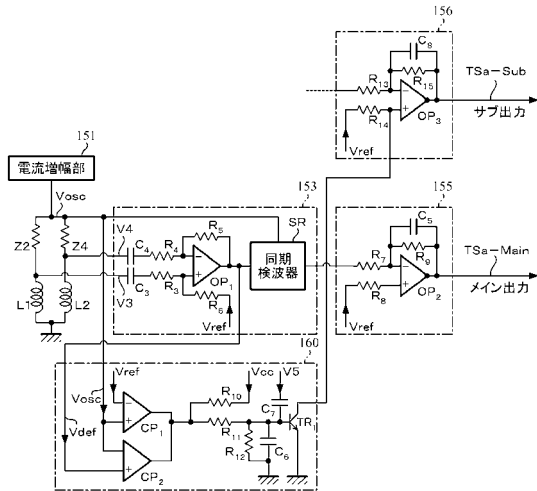 156
C8
R13
R15
R14
OP3
Vref
TSa-Sub
サブ出力
151
電流増幅部
Vosc
153
SR
155
Z2
Z4
V4
C4
R4
R5
OP1
同期
検波器
C5
R7
R9
TSa-Main
V3
C3
R3
R6
R8
OP2
メイン出力
L1
L2
Vref
Vref
160
Vosc
Vref
Vcc
V5
Vdef
R10
C7
CP1
R11
TR1
R12
C6
CP2